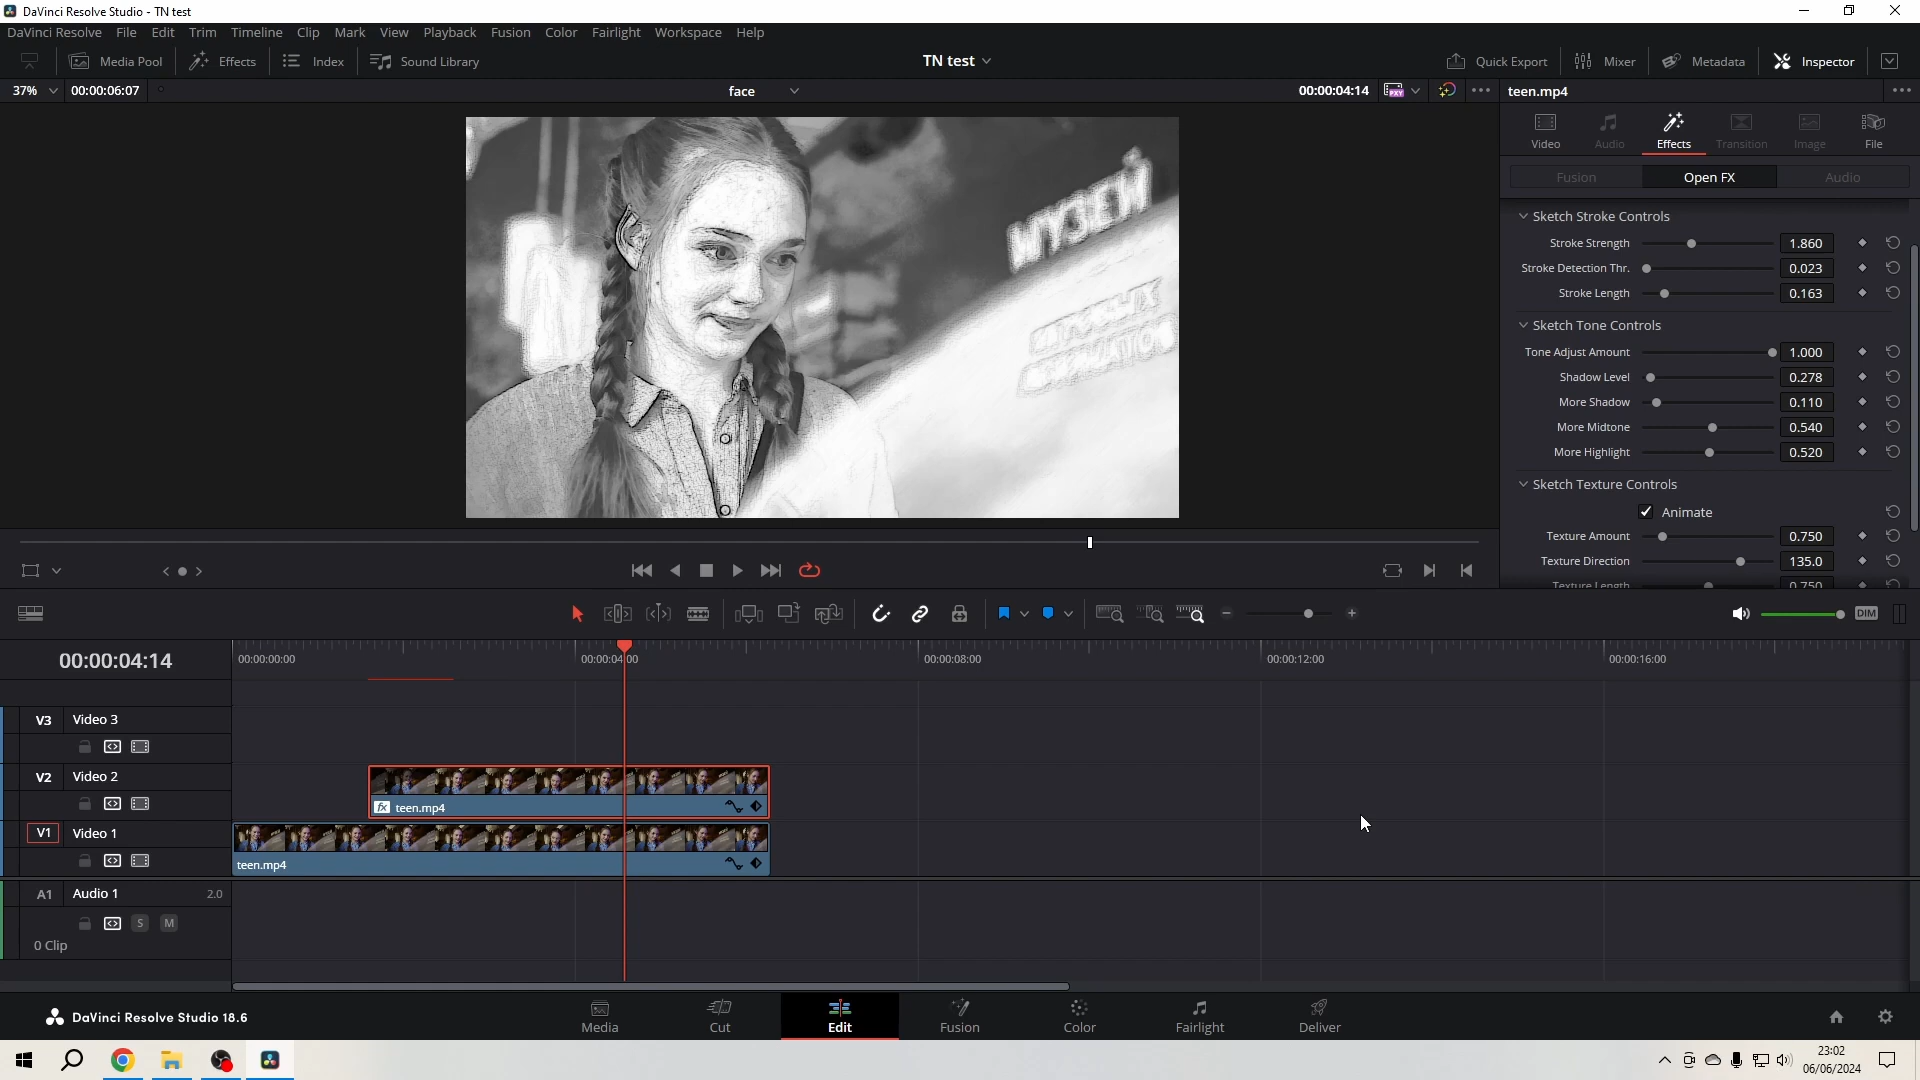 DaVinci Resolve Studio - TN test
DaVinci Resolve File Edit Trim Timeline Clip Mark View Playback Fusion Color Fairlight Workspace Help
Media Pool Effects Index Sound Library TN test Quick Export Mixer Metadata Inspector
37% 00:00:06:07 face 00:00:04:14 PXY teen.mp4
Video Audio Effects Transition Image File
Fusion Open FX Audio
МУЗЕЙ
Sketch Stroke Controls
Stroke Strength 1.860
Stroke Detection Thr. 0.023
Stroke Length 0.163
Sketch Tone Controls
Tone Adjust Amount 1.000
Shadow Level 0.278
More Shadow 0.110
More Midtone 0.540
More Highlight 0.520
Sketch Texture Controls
Animate
Texture Amount 0.750
Texture Direction 135.0
Texture Length 0.750
DIM
00:00:04:14
00:00:00:00 00:00:04:00 00:00:08:00 00:00:12:00 00:00:16:00
V3 Video 3
V2 Video 2
fx teen.mp4
V1 Video 1
teen.mp4
A1 Audio 1 2.0
S M
0 Clip
DaVinci Resolve Studio 18.6
Media Cut Edit Fusion Color Fairlight Deliver
23:02
06/06/2024